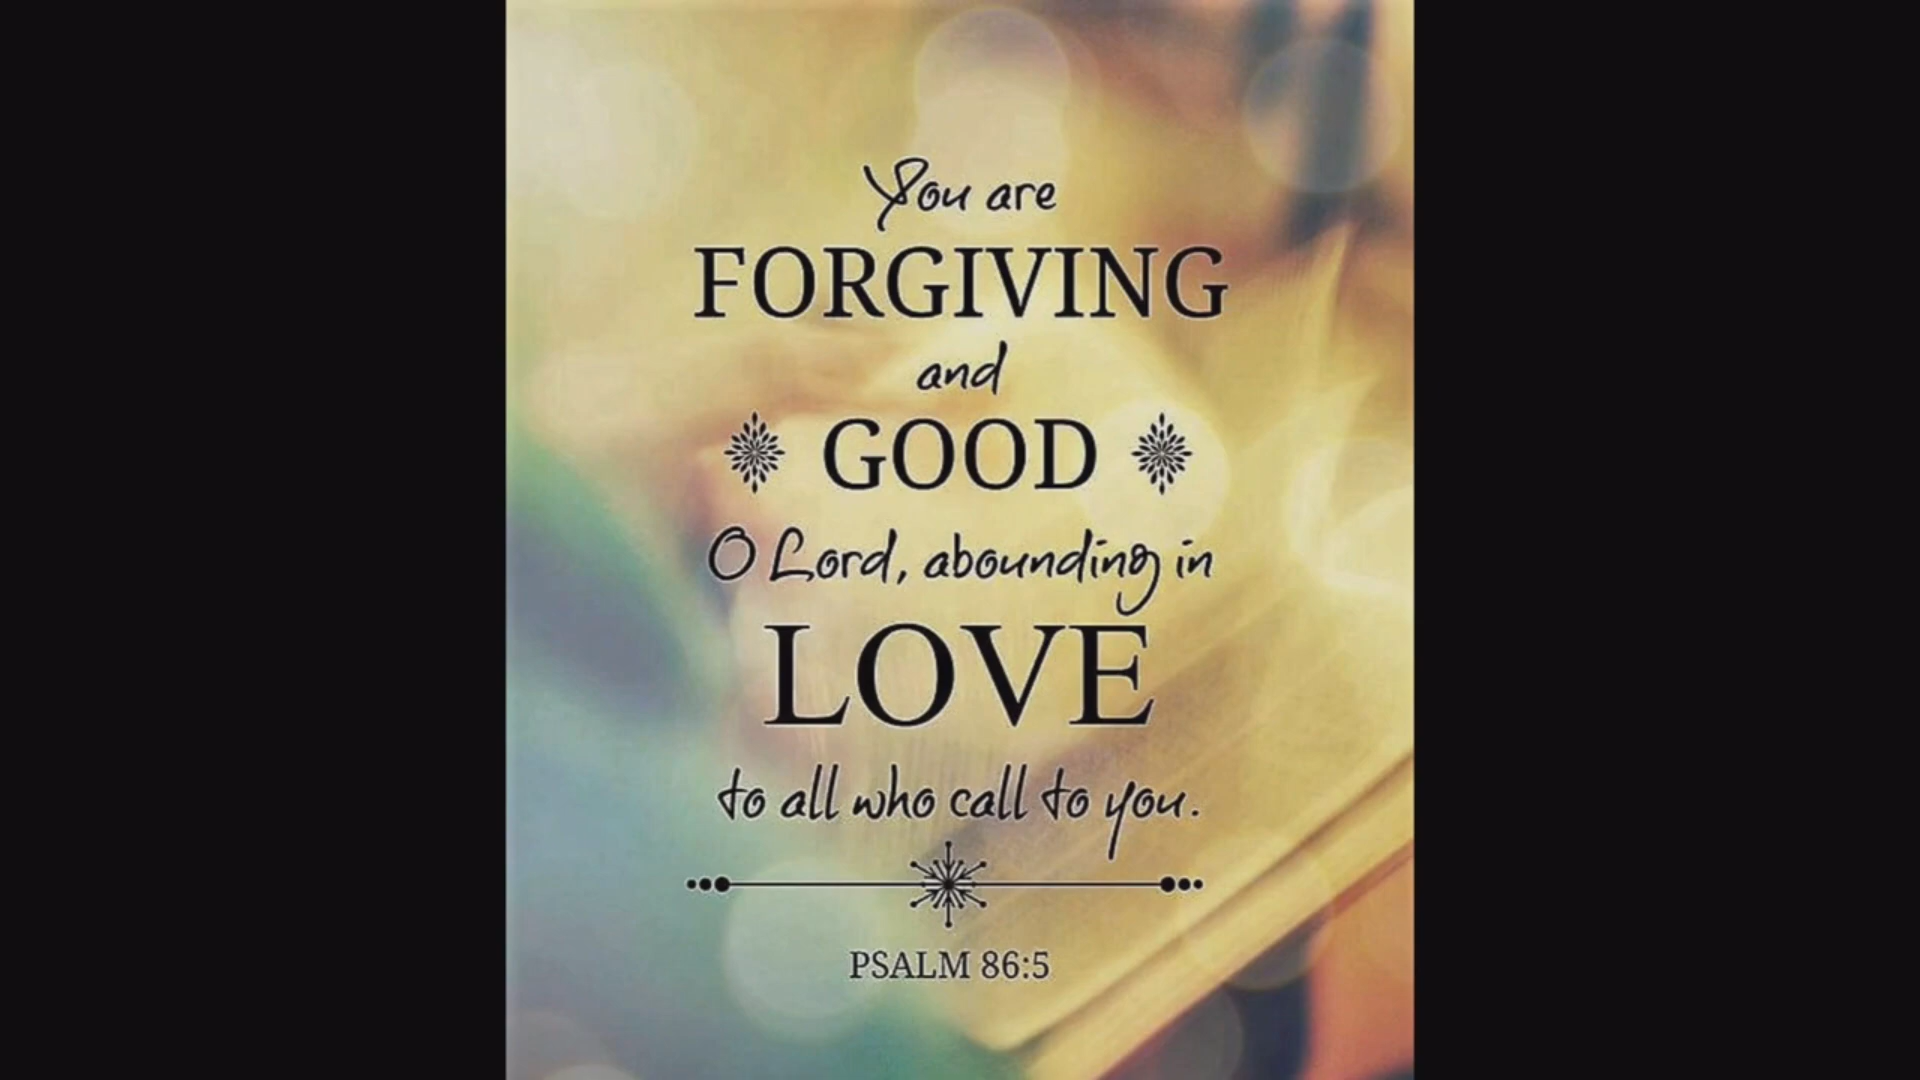 You are
FORGIVING
and
GOOD
O Lord, abounding in
LOVE
to all who call to you.
PSALM 86:5